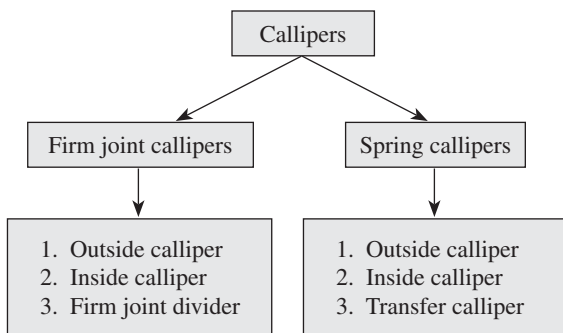 Callipers
Firm joint callipers
Spring callipers
1. Outside calliper
2. Inside calliper
3. Firm joint divider
1. Outside calliper
2. Inside calliper
3. Transfer calliper